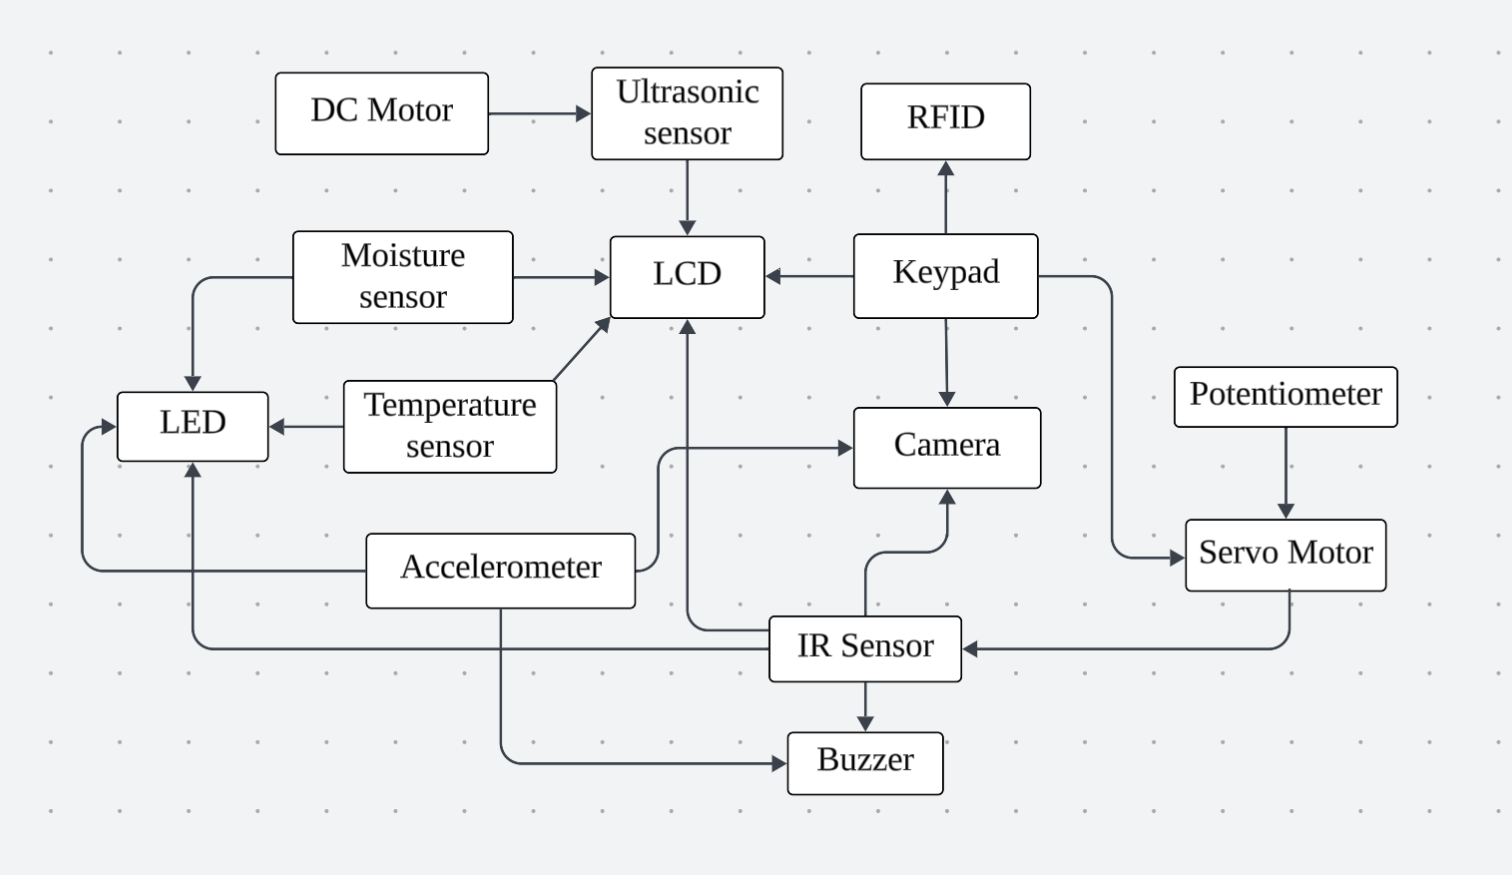 DC Motor
Ultrasonic
sensor
RFID
Moisture
sensor
LCD
Keypad
LED
Temperature
sensor
Camera
Potentiometer
Accelerometer
Servo Motor
IR Sensor
Buzzer